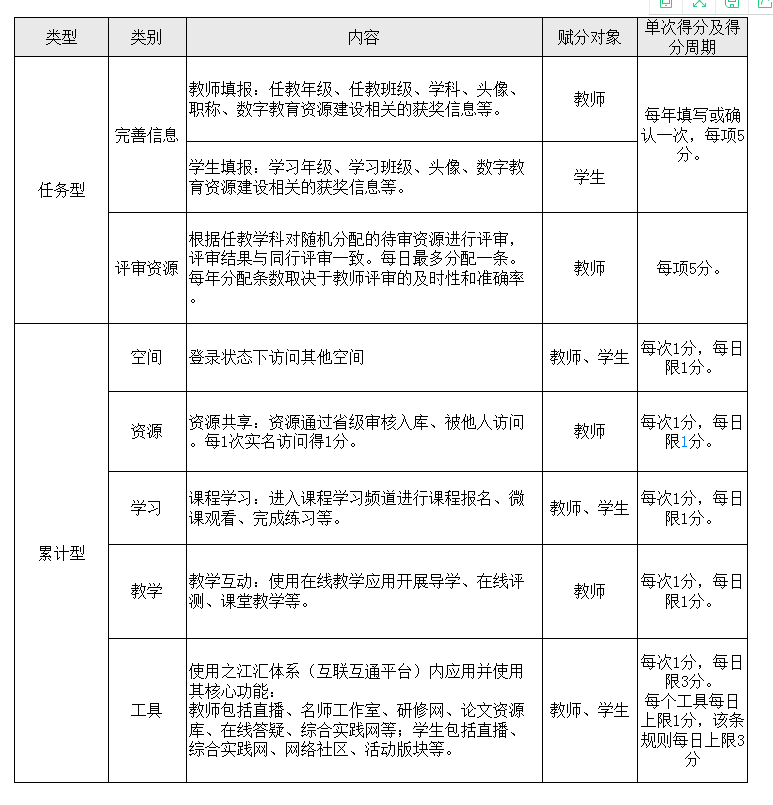 类型
类别
内容
赋分对象
单次得分及得
分周期
任务型
完善信息
教师填报：任教年级、任教班级、学科、头像、
职称、数字教育资源建设相关的获奖信息等。
教师
每年填写或确
认一次，每项5
分。
学生填报：学习年级、学习班级、头像、数字教
育资源建设相关的获奖信息等。
学生
评审资源
根据任教学科对随机分配的待审资源进行评审，
评审结果与同行评审一致。每日最多分配一条。
每年分配条数取决于教师评审的及时性和准确率
。
教师
每项5分。
累计型
空间
登录状态下访问其他空间
教师、学生
每次1分，每日
限1分。
资源
资源共享：资源通过省级审核入库、被他人访问
。每1次实名访问得1分。
教师
每次1分，每日
限1分。
学习
课程学习：进入课程学习频道进行课程报名、微
课观看、完成练习等。
教师、学生
每次1分，每日
限1分。
教学
教学互动：使用在线教学应用开展导学、在线评
测、课堂教学等。
教师
每次1分，每日
限1分。
工具
使用之江汇体系（互联互通平台）内应用并使用
其核心功能：
教师包括直播、名师工作室、研修网、论文资源
库、在线答疑、综合实践网等；学生包括直播、
综合实践网、网络社区、活动版块等。
教师、学生
每次1分，每日
限3分。
每个工具每日
上限1分，该条
规则每日上限3
分